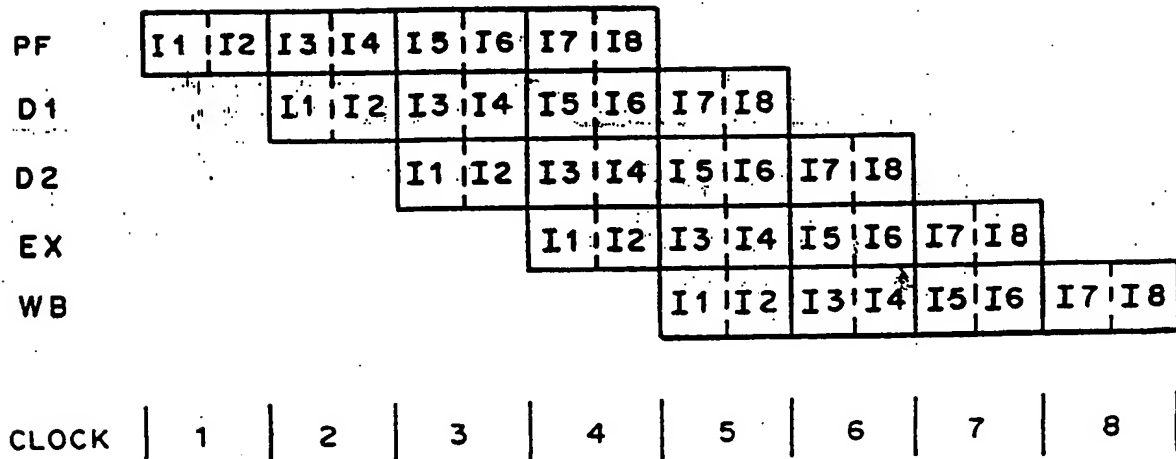 PF I1 I2 I3 I4 I5 I6 I7 I8
D1 I1 I2 I3 I4 I5 I6 I7 I8
D2 I1 I2 I3 I4 I5 I6 I7 I8
EX I1 I2 I3 I4 I5 I6 I7 I8
WB I1 I2 I3 I4 I5 I6 I7 I8
CLOCK 1 2 3 4 5 6 7 8